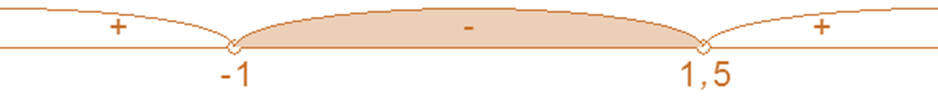 + - +
-1 1,5